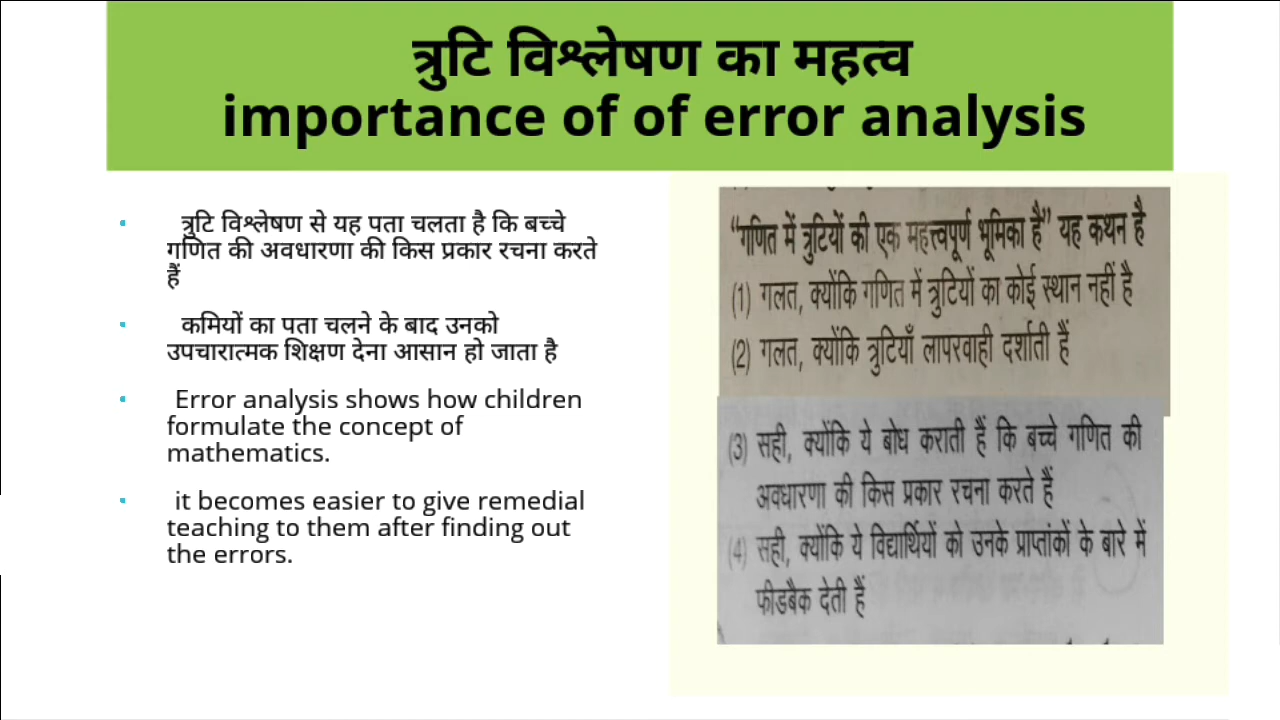 त्रुटि विश्लेषण का महत्व
importance of of error analysis
त्रुटि विश्लेषण से यह पता चलता है कि बच्चे
गणित की अवधारणा की किस प्रकार रचना करते
हैं
कमियों का पता चलने के बाद उनको
उपचारात्मक शिक्षण देना आसान हो जाता है
Error analysis shows how children
formulate the concept of
mathematics.
it becomes easier to give remedial
teaching to them after finding out
the errors.
“गणित में त्रुटियों की एक महत्त्वपूर्ण भूमिका है” यह कथन है
(1) गलत, क्योंकि गणित में त्रुटियों का कोई स्थान नहीं है
(2) गलत, क्योंकि त्रुटियाँ लापरवाही दर्शाती हैं
(3) सही, क्योंकि ये बोध कराती हैं कि बच्चे गणित की
अवधारणा की किस प्रकार रचना करते हैं
(4) सही, क्योंकि ये विद्यार्थियों को उनके प्राप्तांकों के बारे में
फीडबैक देती हैं